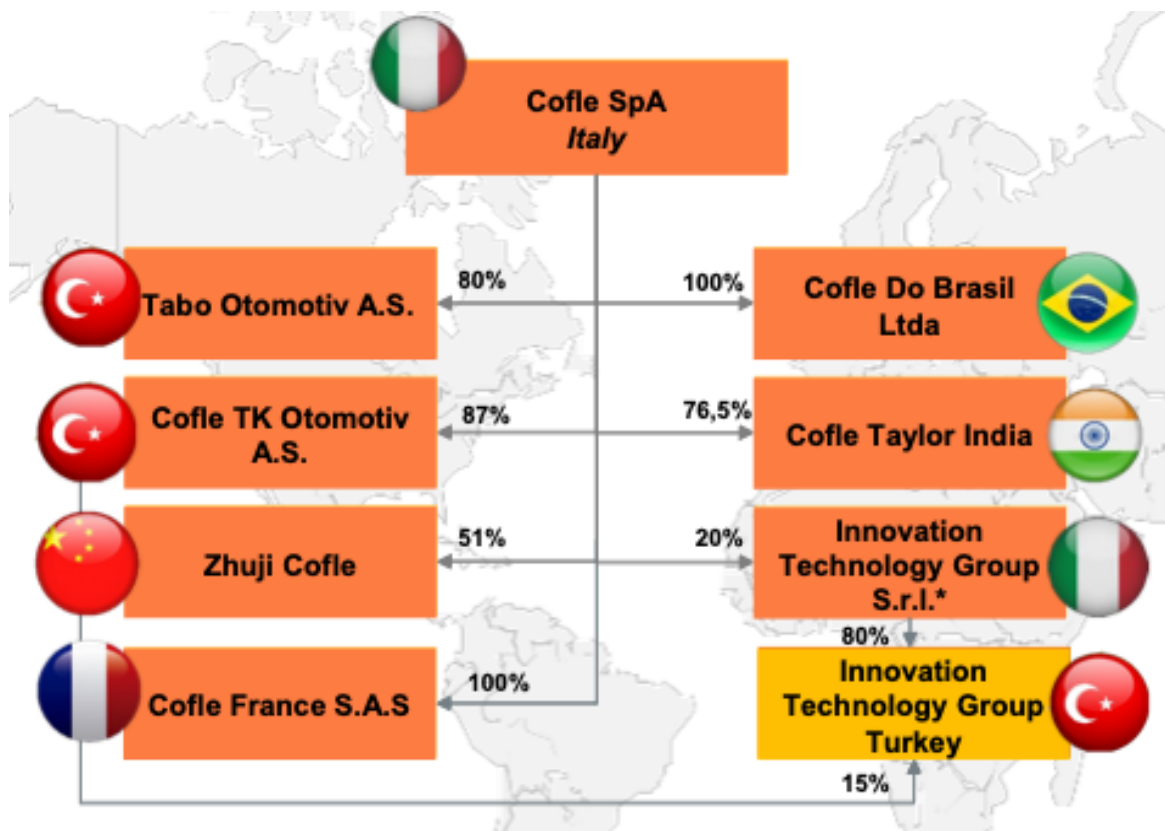 Cofle SpA
Italy
Tabo Otomotiv A.S.
80%
100%
Cofle Do Brasil
Ltda
Cofle TK Otomotiv
A.S.
87%
76,5%
Cofle Taylor India
Zhuji Cofle
51%
20%
Innovation
Technology Group
S.r.l.*
80%
Cofle France S.A.S
100%
Innovation
Technology Group
Turkey
15%